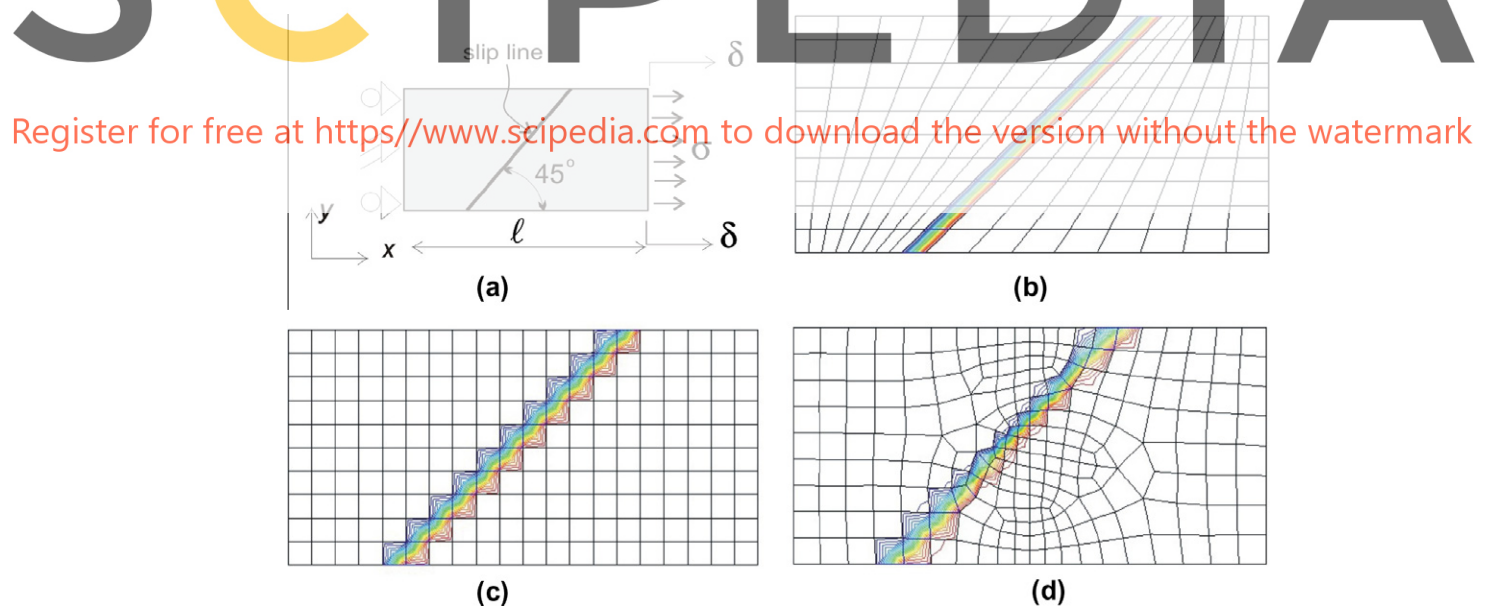 SCIPEDIA
Register for free at https//www.scipedia.com to download the version without the watermark
slip line
δ
σ
45°
y
x
ℓ
δ
(a)
(b)
(c)
(d)